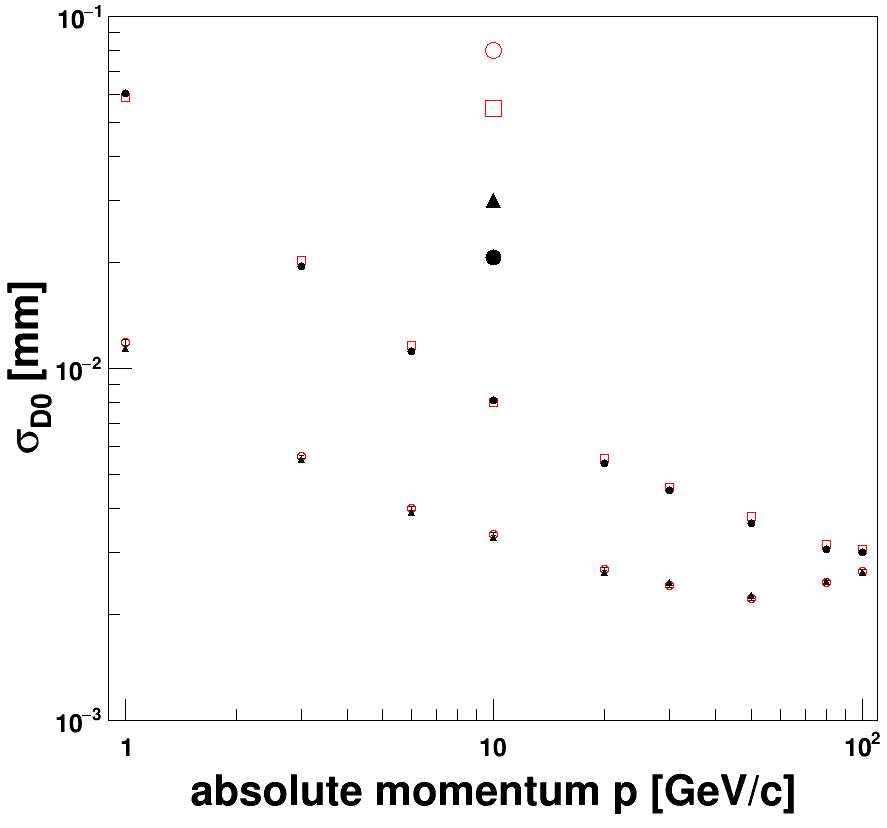 10⁻¹
10⁻²
10⁻³
σD0 [mm]
1 10 10²
absolute momentum p [GeV/c]